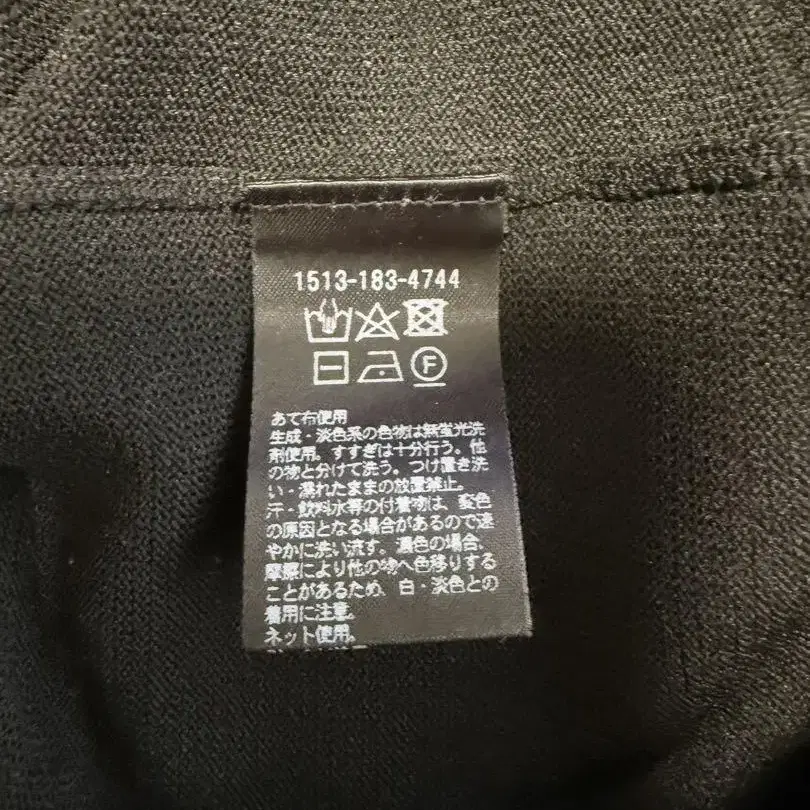 1513-183-4744
F
あて布使用
生成・淡色系の色物は無蛍光洗
剤使用。すすぎは十分行う。他
の物と分けて洗う。つけ置き洗
い・濡れたままの放置禁止。
汗・飲料水等の付着物は、変色
の原因となる場合があるので速
やかに洗い流す。濃色の場合、
摩擦により他の物へ色移りする
ことがあるため、白・淡色との
着用に注意。
ネット使用。